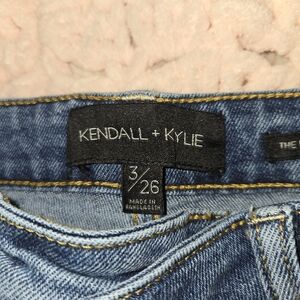 KENDALL + KYLIE
THE
3/26
MADE IN
BANGLADESH